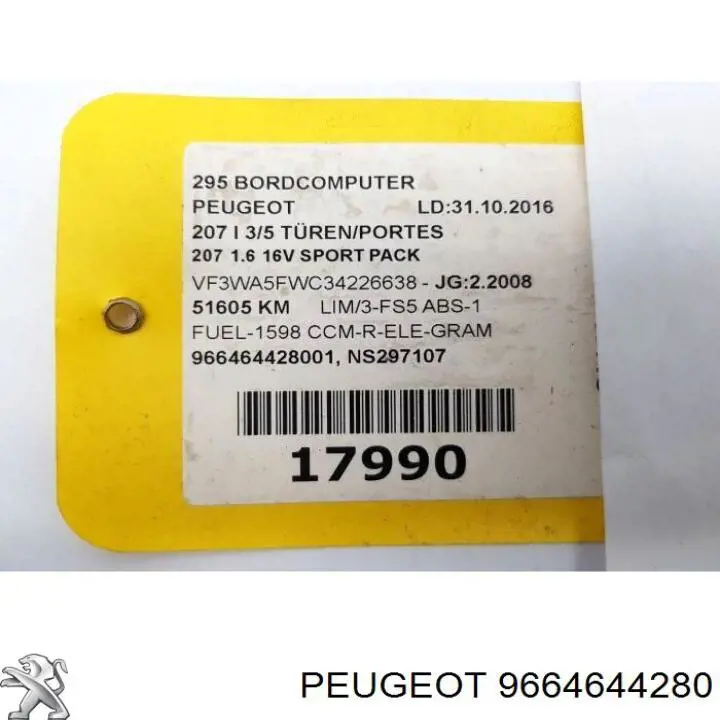 295 BORDCOMPUTER
PEUGEOT LD:31.10.2016
207 I 3/5 TÜREN/PORTES
207 1.6 16V SPORT PACK
VF3WA5FWC34226638 - JG:2.2008
51605 KM LIM/3-FS5 ABS-1
FUEL-1598 CCM-R-ELE-GRAM
966464428001, NS297107
17990
PEUGEOT 9664644280